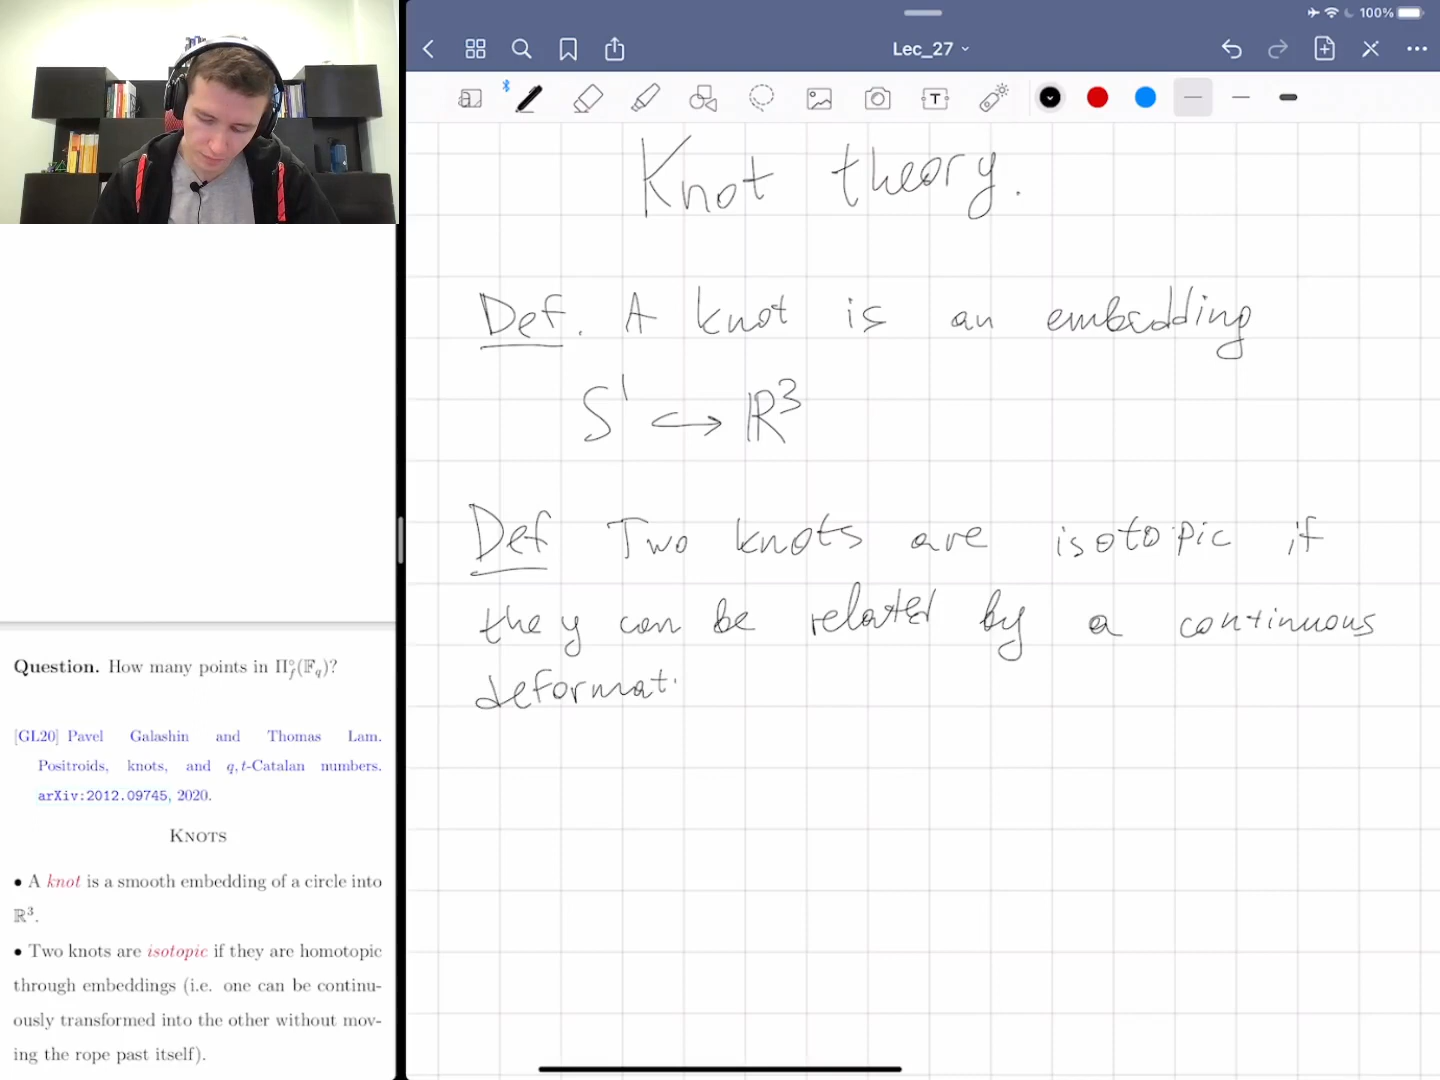 100%
Lec_27
T
Knot theory.
Def. A knot is an embedding
S¹ ↪ ℝ³
Def Two knots are isotopic if
they can be related by a continuous
deformat
Question. How many points in Π°_f(𝔽_q)?
[GL20] Pavel Galashin and Thomas Lam.
Positroids, knots, and q,t-Catalan numbers.
arXiv:2012.09745, 2020.
KNOTS
• A knot is a smooth embedding of a circle into
ℝ³.
• Two knots are isotopic if they are homotopic
through embeddings (i.e. one can be continu-
ously transformed into the other without mov-
ing the rope past itself).